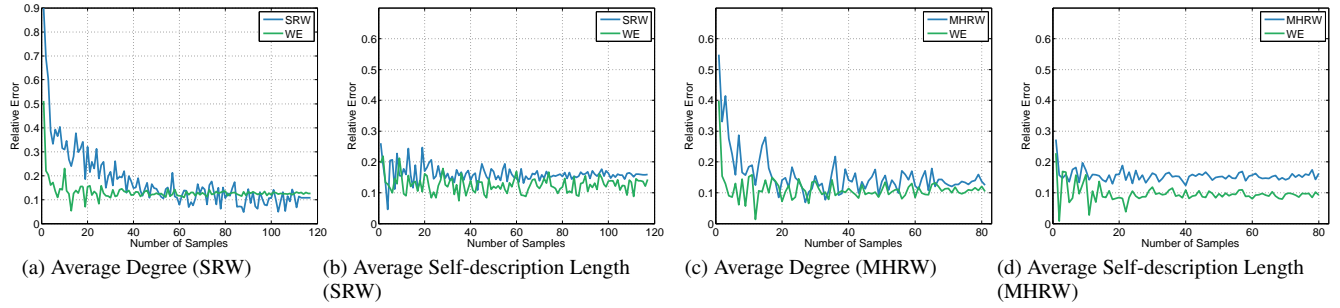 0.9
0.8
0.7
0.6
0.5
0.4
0.3
0.2
0.1
0
Relative Error
SRW
WE
0 20 40 60 80 100 120
Number of Samples
(a) Average Degree (SRW)
0.6
0.5
0.4
0.3
0.2
0.1
0
Relative Error
SRW
WE
0 20 40 60 80 100 120
Number of Samples
(b) Average Self-description Length
(SRW)
0.6
0.5
0.4
0.3
0.2
0.1
0
Relative Error
MHRW
WE
0 20 40 60 80
Number of Samples
(c) Average Degree (MHRW)
0.6
0.5
0.4
0.3
0.2
0.1
0
Relative Error
MHRW
WE
0 20 40 60 80
Number of Samples
(d) Average Self-description Length
(MHRW)